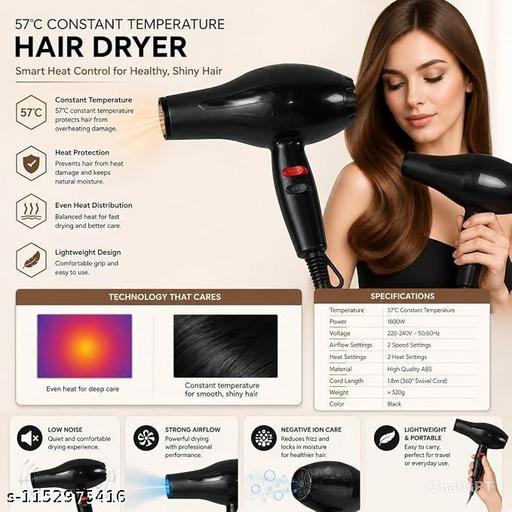 57℃ CONSTANT TEMPERATURE
HAIR DRYER
Smart Heat Control for Healthy, Shiny Hair
57℃
Constant Temperature
57℃ constant temperature
protects hair from
overheating damage.
Heat Protection
Prevents hair from heat
damage and keeps
natural moisture.
Even Heat Distribution
Balanced heat for fast
drying and better care.
Lightweight Design
Comfortable grip and
easy to use.
TECHNOLOGY THAT CARES
Even heat for deep care
Constant temperature
for smooth, shiny hair
SPECIFICATIONS
Temperature 57℃ Constant Temperature
Power 1800W
Voltage 220-240V ~ 50/60Hz
Airflow Settings 2 Speed Settings
Heat Settings 2 Heat Settings
Material High Quality ABS
Cord Length 1.8m (360° Swivel Cord)
Weight ≈ 520g
Color Black
LOW NOISE
Quiet and comfortable
drying experience.
STRONG AIRFLOW
Powerful drying
with professional
performance.
NEGATIVE ION CARE
Reduces frizz and
locks in moisture
for healthier hair.
LIGHTWEIGHT
& PORTABLE
Easy to carry,
perfect for travel
or everyday use.
ChatGPT
s-1152975416